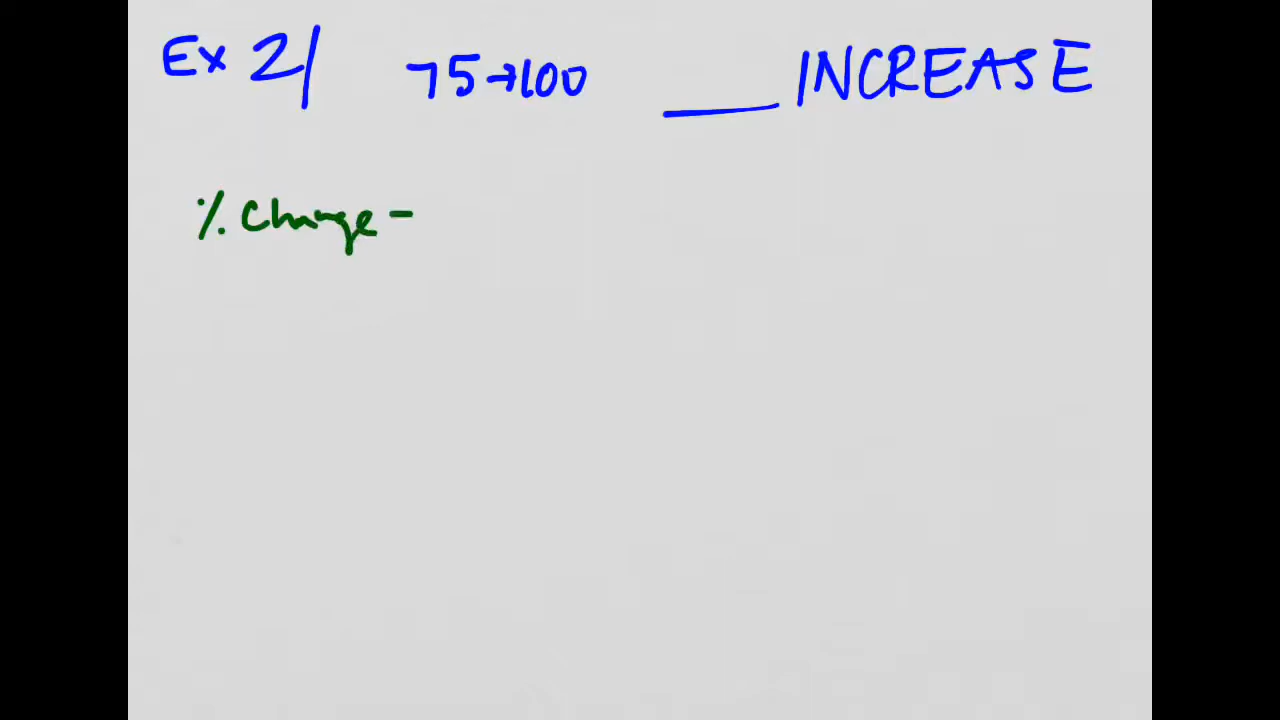 Ex 2/ 75→100 ___ INCREASE
% Change -